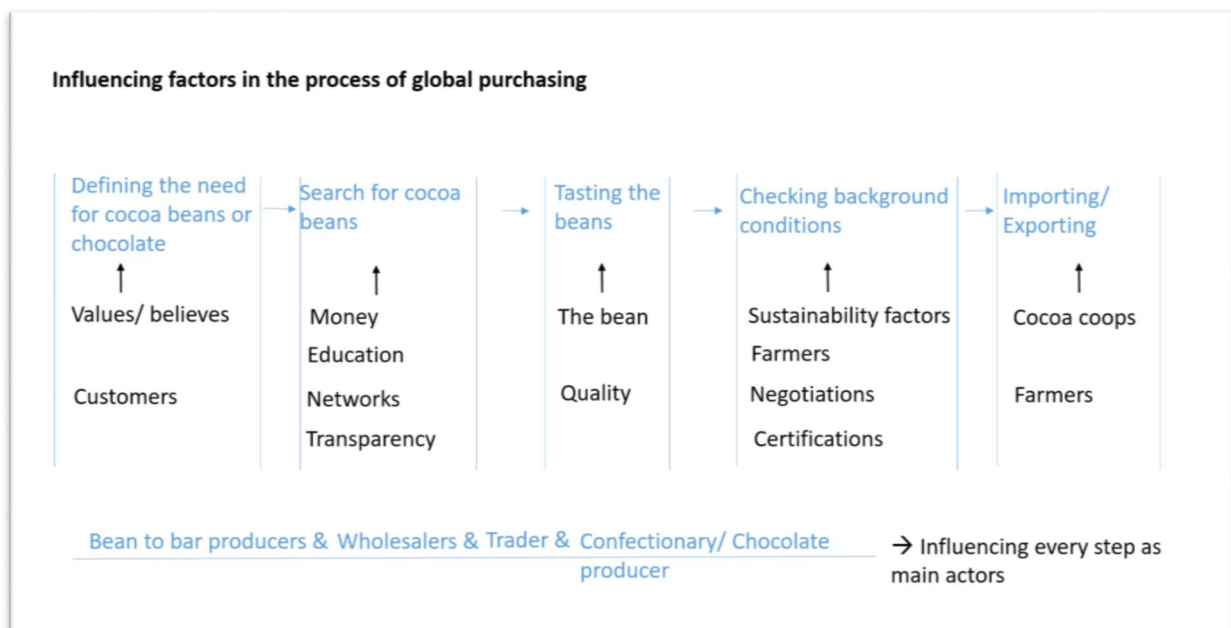 Influencing factors in the process of global purchasing
Defining the need
for cocoa beans or
chocolate
Values/ believes
Customers
Search for cocoa
beans
Money
Education
Networks
Transparency
Tasting the
beans
The bean
Quality
Checking background
conditions
Sustainability factors
Farmers
Negotiations
Certifications
Importing/
Exporting
Cocoa coops
Farmers
Bean to bar producers & Wholesalers & Trader & Confectionary/ Chocolate
producer
→ Influencing every step as
main actors